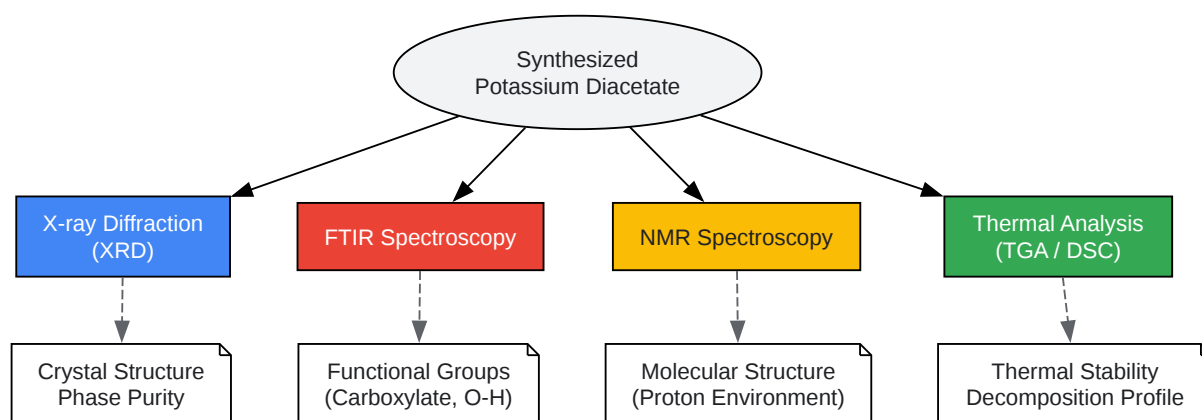 Synthesized
Potassium Diacetate
X-ray Diffraction
(XRD)
FTIR Spectroscopy
NMR Spectroscopy
Thermal Analysis
(TGA / DSC)
Crystal Structure
Phase Purity
Functional Groups
(Carboxylate, O-H)
Molecular Structure
(Proton Environment)
Thermal Stability
Decomposition Profile